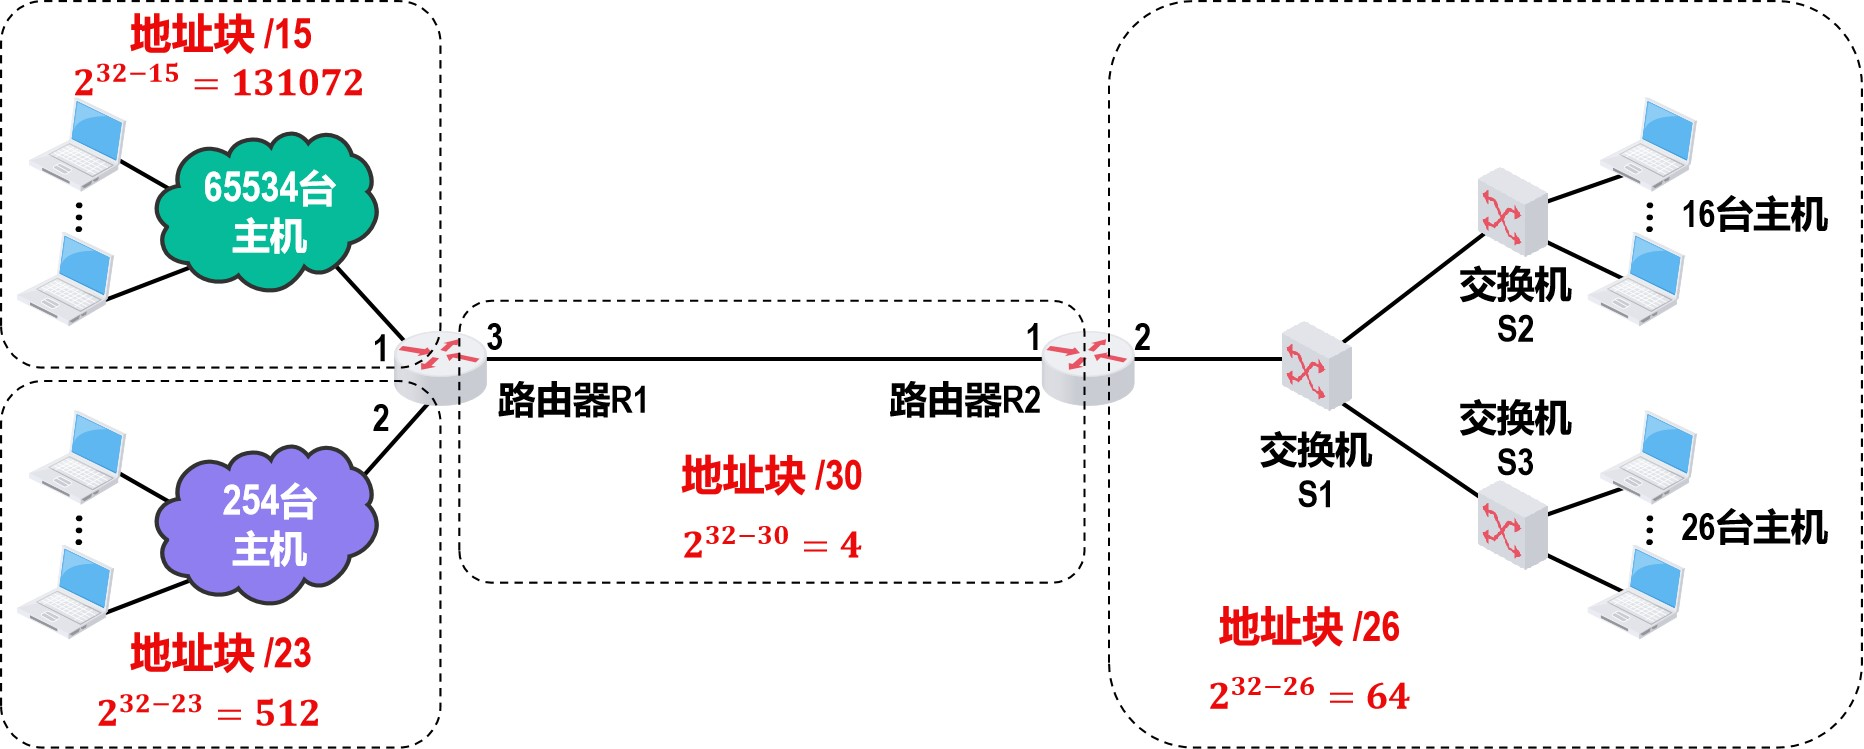 地址块 /15
2^{32−15} = 131072
65534台
主机
1
2
254台
主机
地址块 /23
2^{32−23} = 512
3
路由器R1
1
路由器R2
2
地址块 /30
2^{32−30} = 4
交换机
S1
交换机
S2
16台主机
交换机
S3
26台主机
地址块 /26
2^{32−26} = 64